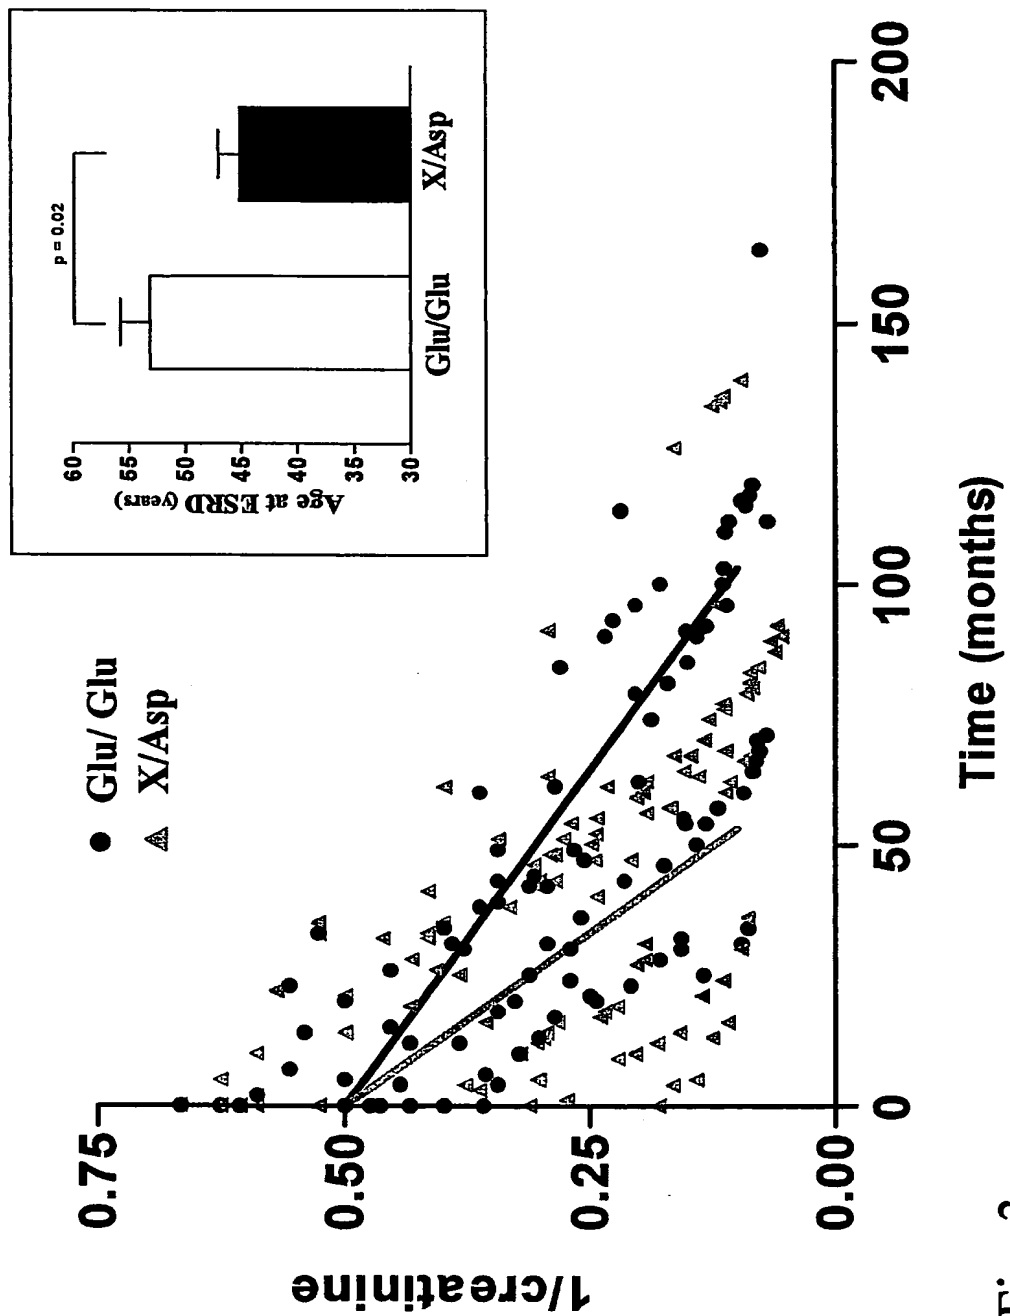 ● Glu/ Glu
X/Asp
1/creatinine
0.75
0.50
0.25
0.00
0
50
100
150
200
Time (months)
Age at ESRD (years)
60
55
50
45
40
35
30
p = 0.02
Glu/Glu
X/Asp